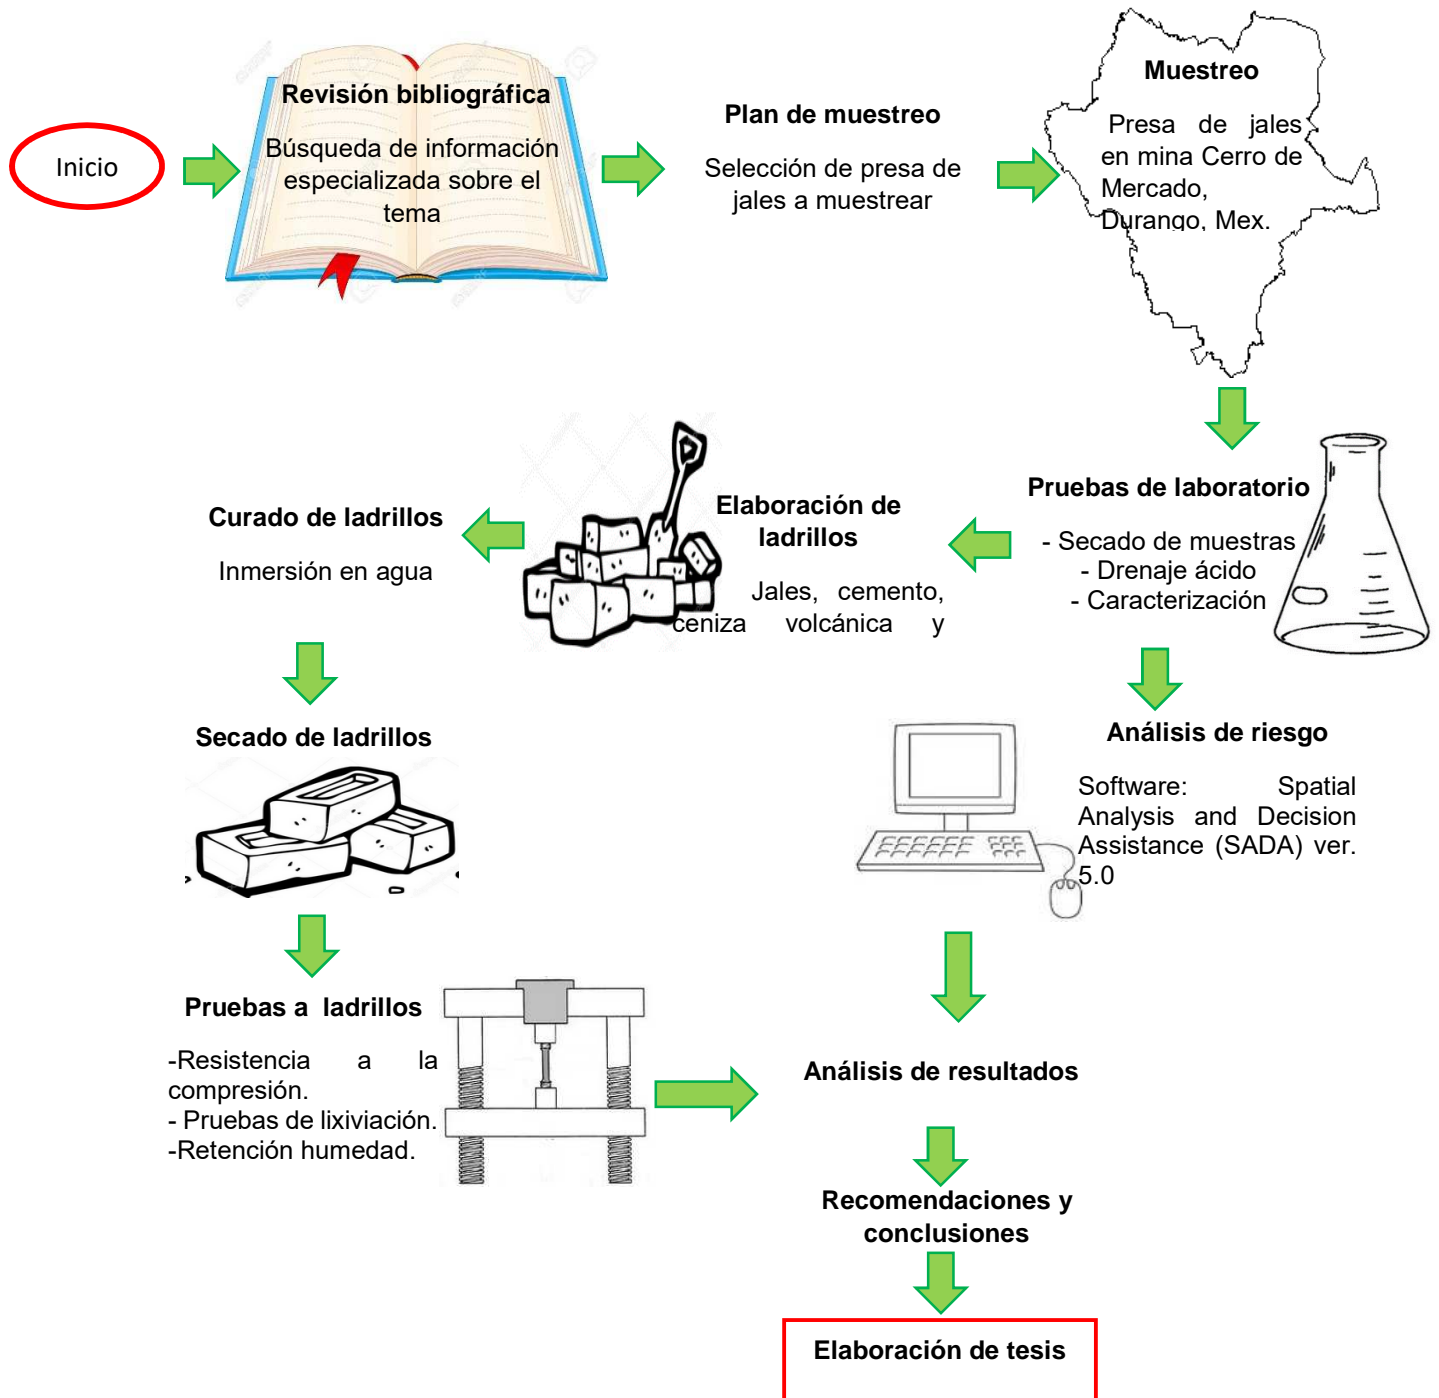 Inicio
Revisión bibliográfica
Búsqueda de información
especializada sobre el
tema
Plan de muestreo
Selección de presa de
jales a muestrear
Muestreo
Presa de jales
en mina Cerro de
Mercado,
Durango, Mex.
Pruebas de laboratorio
- Secado de muestras
- Drenaje ácido
- Caracterización
Elaboración de
ladrillos
Jales, cemento,
ceniza volcánica y
Curado de ladrillos
Inmersión en agua
Secado de ladrillos
Pruebas a ladrillos
-Resistencia a la
compresión.
- Pruebas de lixiviación.
-Retención humedad.
Análisis de riesgo
Software: Spatial
Analysis and Decision
Assistance (SADA) ver.
5.0
Análisis de resultados
Recomendaciones y
conclusiones
Elaboración de tesis